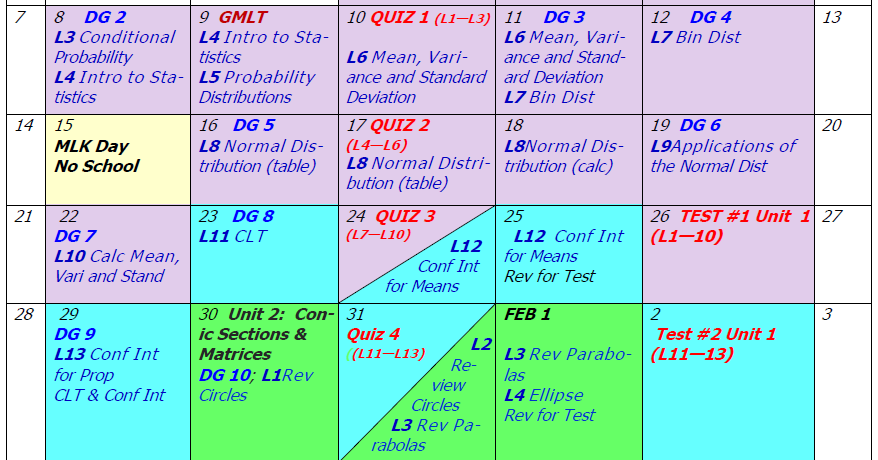 7
8 DG 2
L3 Conditional
Probability
L4 Intro to Sta-
tistics
9 GMLT
L4 Intro to Sta-
tistics
L5 Probability
Distributions
10 QUIZ 1 (L1—L3)
L6 Mean, Vari-
ance and Standard
Deviation
11 DG 3
L6 Mean, Vari-
ance and Stand-
ard Deviation
L7 Bin Dist
12 DG 4
L7 Bin Dist
13
14
15
MLK Day
No School
16 DG 5
L8 Normal Dis-
tribution (table)
17 QUIZ 2
(L4—L6)
L8 Normal Distri-
bution (table)
18
L8Normal Dis-
tribution (calc)
19 DG 6
L9Applications of
the Normal Dist
20
21
22
DG 7
L10 Calc Mean,
Vari and Stand
23 DG 8
L11 CLT
24 QUIZ 3
(L7—L10)
L12
Conf Int
for Means
25
L12 Conf Int
for Means
Rev for Test
26 TEST #1 Unit 1
(L1—10)
27
28
29
DG 9
L13 Conf Int
for Prop
CLT & Conf Int
30 Unit 2: Con-
ic Sections &
Matrices
DG 10; L1Rev
Circles
31
Quiz 4
(L11—L13)
L2
Re-
view
Circles
L3 Rev Pa-
rabolas
FEB 1
L3 Rev Parabo-
las
L4 Ellipse
Rev for Test
2
Test #2 Unit 1
(L11—13)
3